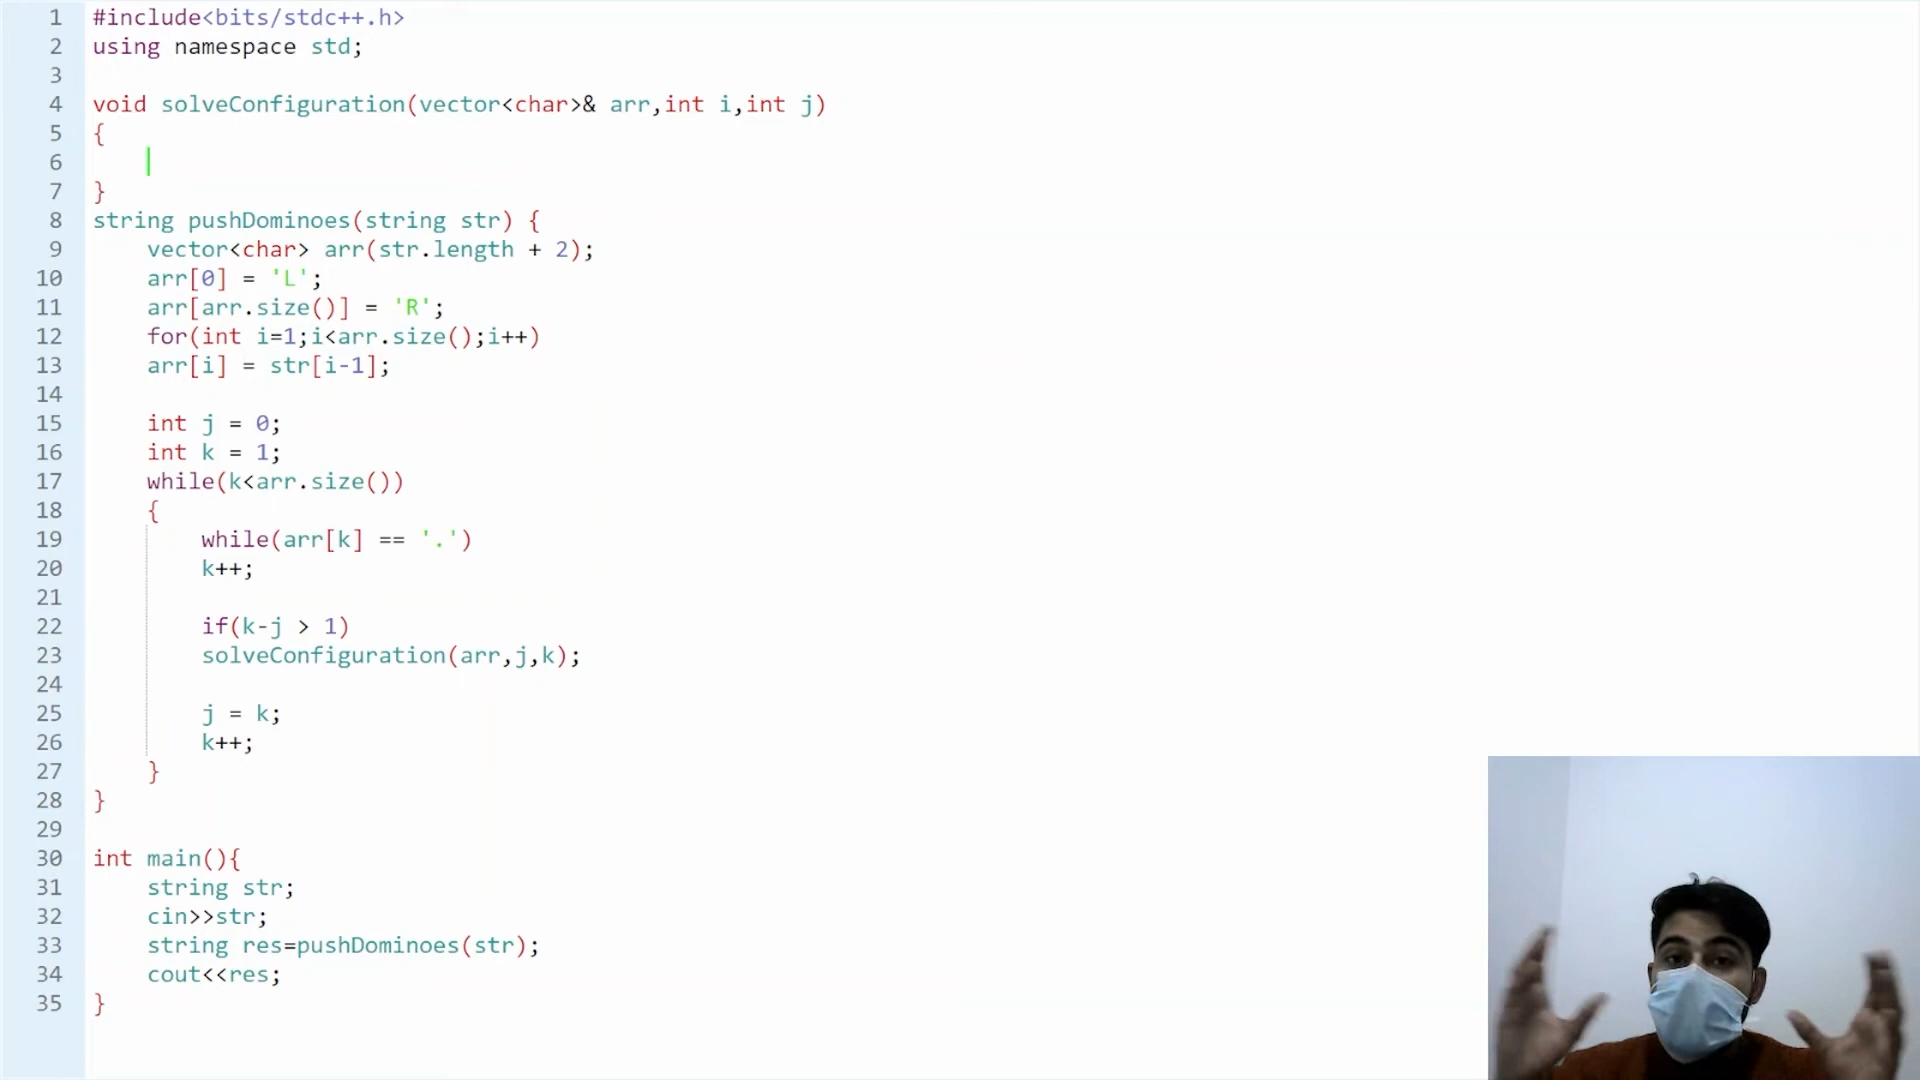 1 #include<bits/stdc++.h>
2 using namespace std;
3
4 void solveConfiguration(vector<char>& arr,int i,int j)
5 {
6
7 }
8 string pushDominoes(string str) {
9     vector<char> arr(str.length + 2);
10     arr[0] = 'L';
11     arr[arr.size()] = 'R';
12     for(int i=1;i<arr.size();i++)
13     arr[i] = str[i-1];
14
15     int j = 0;
16     int k = 1;
17     while(k<arr.size())
18     {
19         while(arr[k] == '.')
20         k++;
21
22         if(k-j > 1)
23         solveConfiguration(arr,j,k);
24
25         j = k;
26         k++;
27     }
28 }
29
30 int main(){
31     string str;
32     cin>>str;
33     string res=pushDominoes(str);
34     cout<<res;
35 }